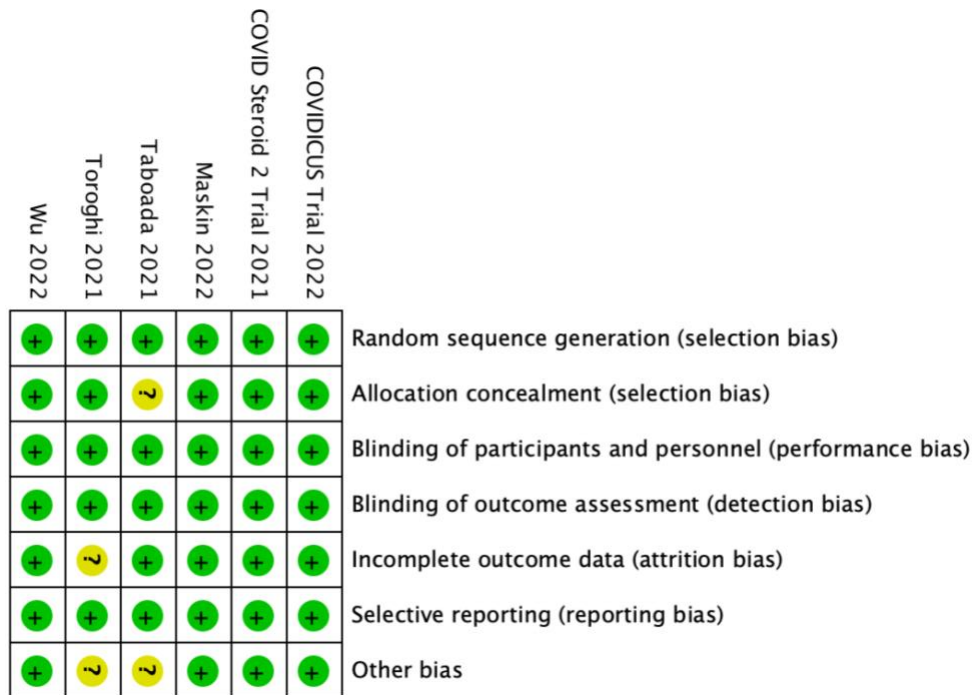 Wu 2022
Toroghi 2021
Taboada 2021
Maskin 2022
COVID Steroid 2 Trial 2021
COVIDICUS Trial 2022
+ + + + + + Random sequence generation (selection bias)
+ + ? + + + Allocation concealment (selection bias)
+ + + + + + Blinding of participants and personnel (performance bias)
+ + + + + + Blinding of outcome assessment (detection bias)
+ ? + + + + Incomplete outcome data (attrition bias)
+ + + + + + Selective reporting (reporting bias)
+ ? ? + + + Other bias